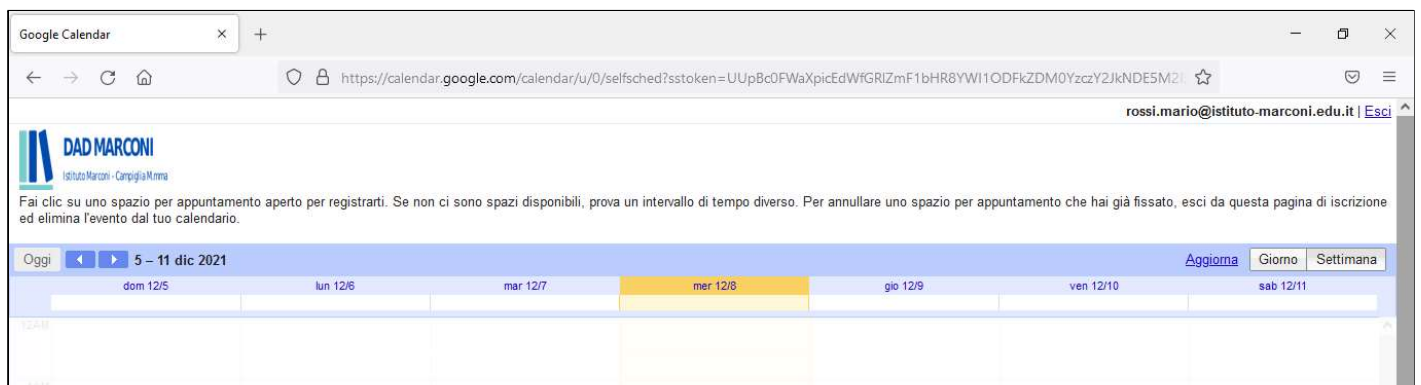 Google Calendar
https://calendar.google.com/calendar/u/0/selfsched?sstoken=UUpBc0FWaXpicEdWfGRlZmF1bHR8YWI1ODFkZDM0YzczY2JkNDE5M2
rossi.mario@istituto-marconi.edu.it | Esci
DAD MARCONI
Istituto Marconi - Campiglia M.mma
Fai clic su uno spazio per appuntamento aperto per registrarti. Se non ci sono spazi disponibili, prova un intervallo di tempo diverso. Per annullare uno spazio per appuntamento che hai già fissato, esci da questa pagina di iscrizione
ed elimina l'evento dal tuo calendario.
Oggi 5 – 11 dic 2021 Aggiorna Giorno Settimana
dom 12/5 lun 12/6 mar 12/7 mer 12/8 gio 12/9 ven 12/10 sab 12/11
12AM